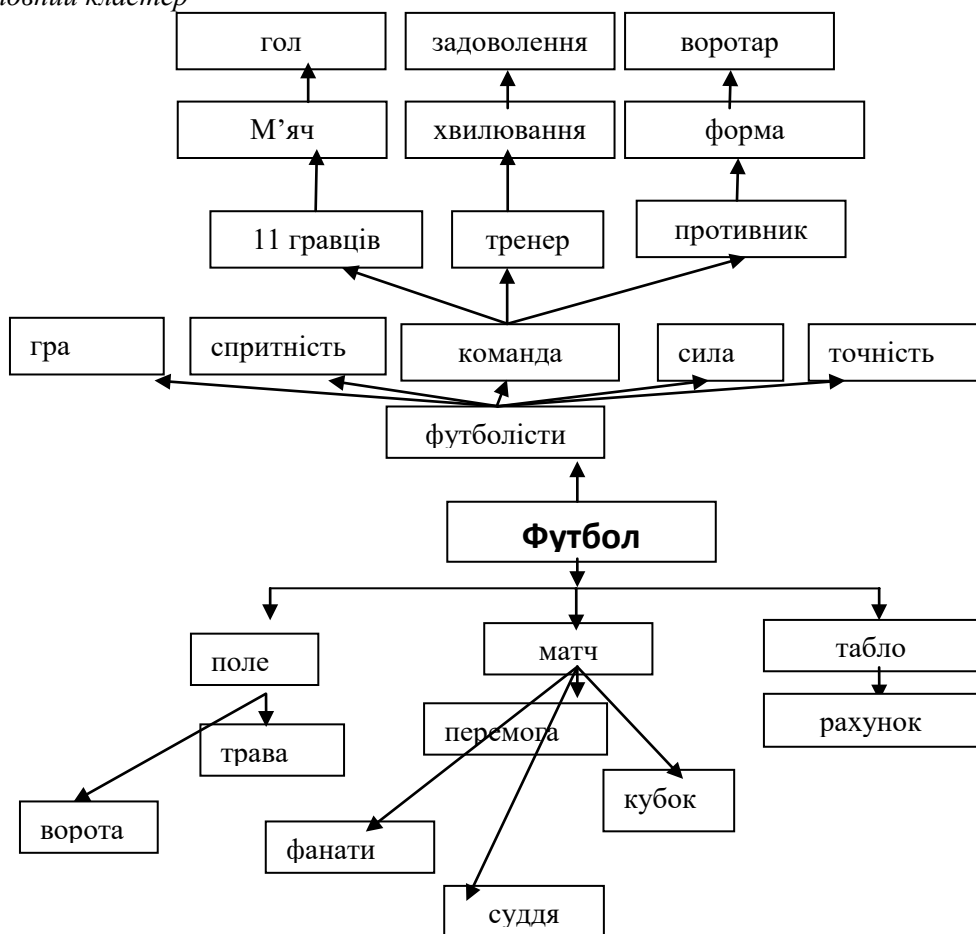 кластер
гол задоволення воротар
М’яч хвилювання форма
11 гравців тренер противник
гра спритність команда сила точність
футболісти
Футбол
поле матч табло
трава перемога рахунок
ворота фанати кубок
суддя